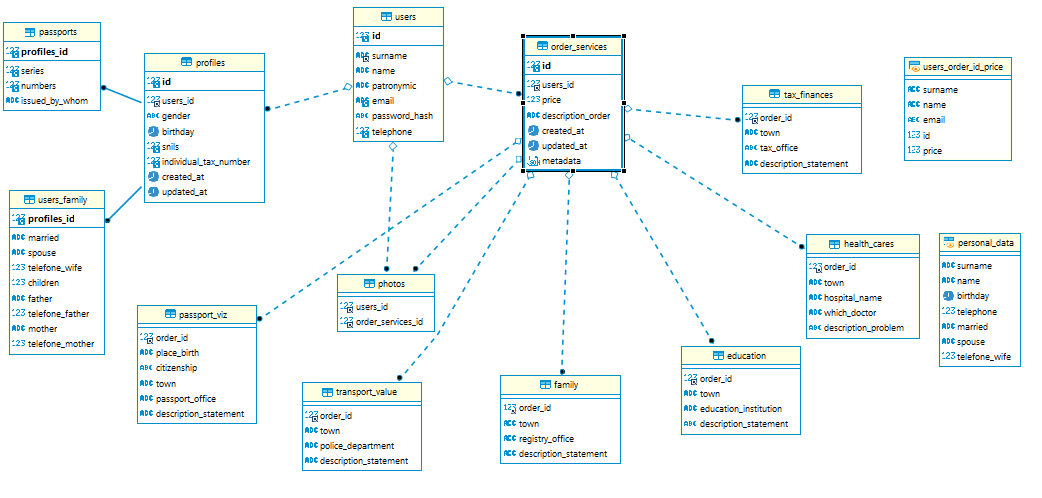 passports
profiles_id
series
numbers
issued_by_whom
profiles
id
users_id
gender
birthday
snils
individual_tax_number
created_at
updated_at
users
id
surname
name
patronymic
email
password_hash
telephone
order_services
id
users_id
price
description_order
created_at
updated_at
metadata
tax_finances
order_id
town
tax_office
description_statement
users_order_id_price
surname
name
email
id
price
users_family
profiles_id
married
spouse
telefone_wife
children
father
telefone_father
mother
telefone_mother
photos
users_id
order_services_id
health_cares
order_id
town
hospital_name
which_doctor
description_problem
personal_data
surname
name
birthday
telephone
married
spouse
telefone_wife
passport_viz
order_id
place_birth
citizenship
town
passport_office
description_statement
transport_value
order_id
town
police_department
description_statement
family
order_id
town
registry_office
description_statement
education
order_id
town
education_institution
description_statement